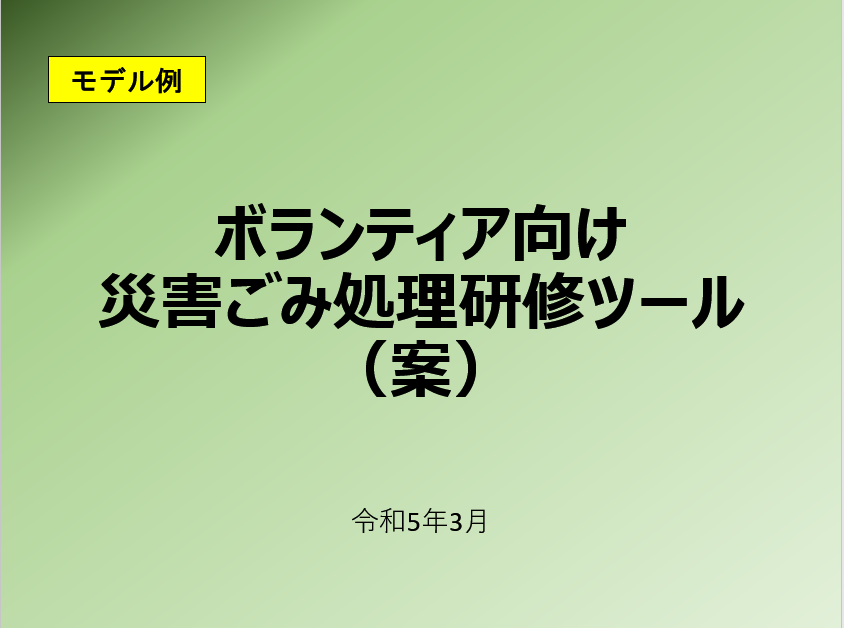 モデル例
ボランティア向け
災害ごみ処理研修ツール
（案）
令和5年3月